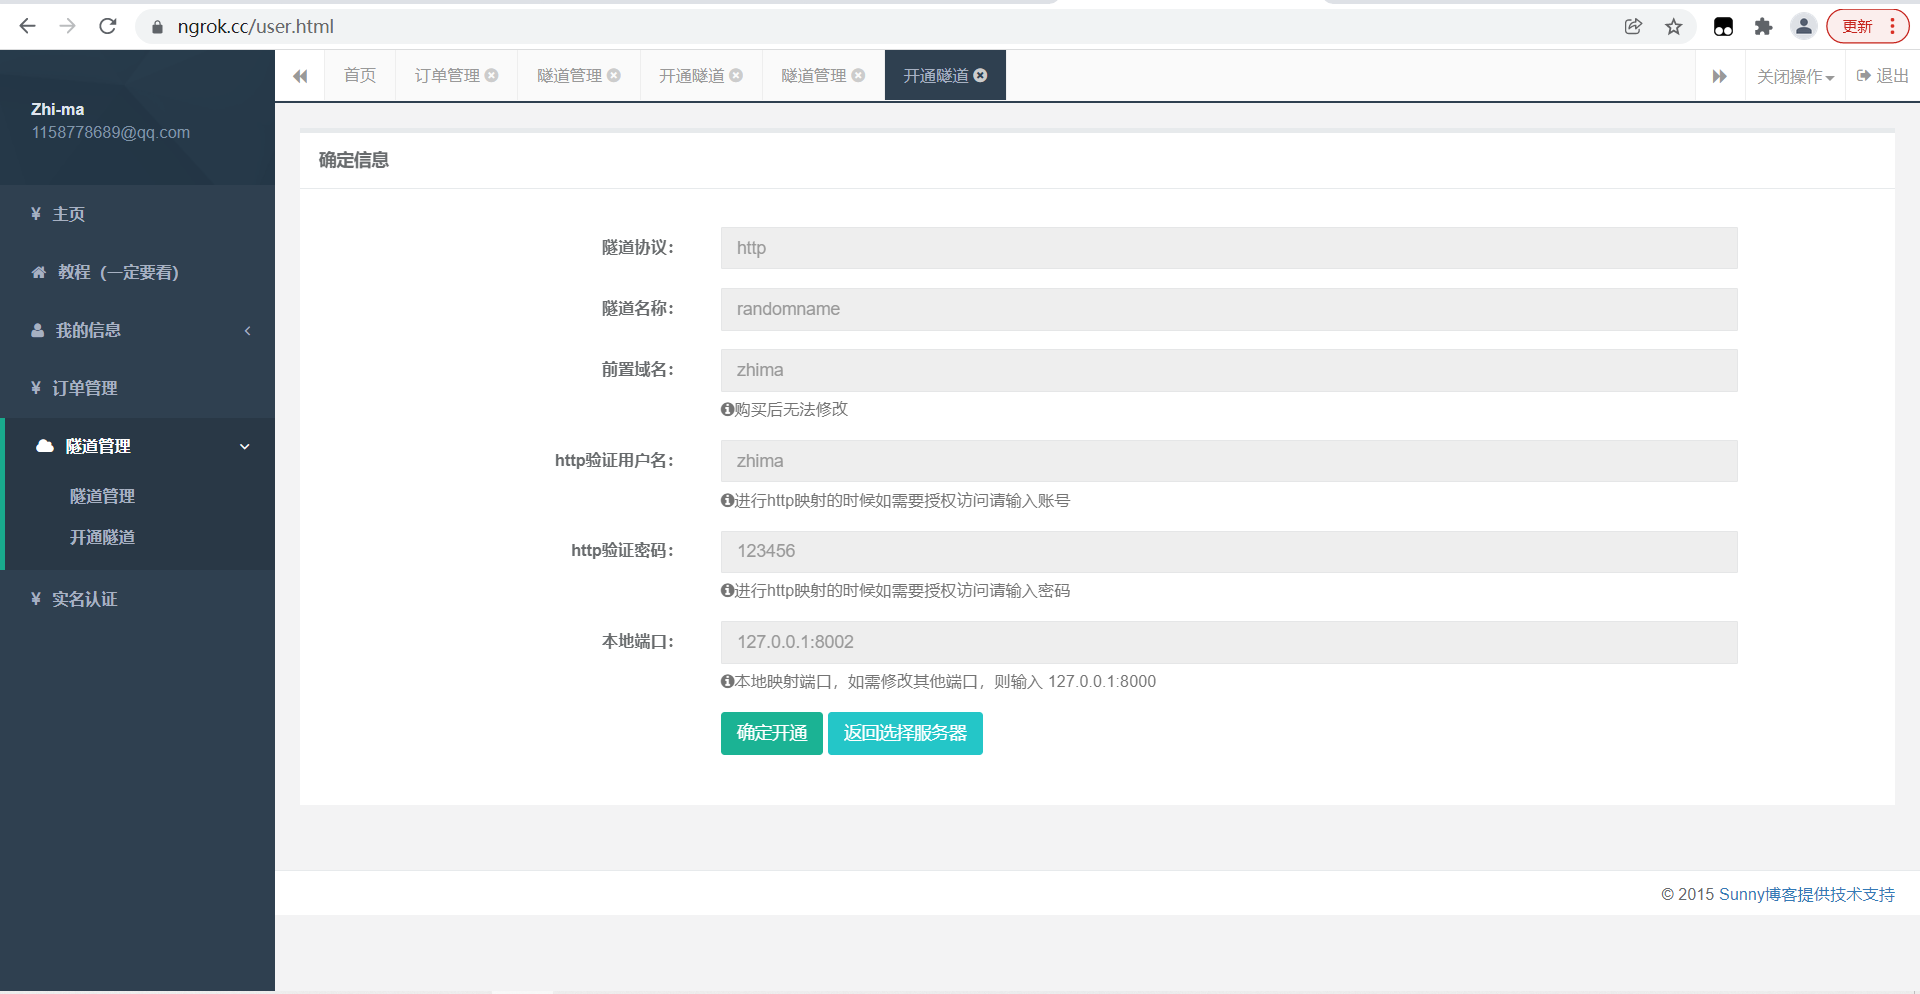 ngrok.cc/user.html
更新
首页
订单管理
隧道管理
开通隧道
隧道管理
开通隧道
关闭操作
退出
Zhi-ma
1158778689@qq.com
¥ 主页
教程（一定要看）
我的信息
¥ 订单管理
隧道管理
隧道管理
开通隧道
¥ 实名认证
确定信息
隧道协议： http
隧道名称： randomname
前置域名： zhima
购买后无法修改
http验证用户名： zhima
进行http映射的时候如需要授权访问请输入账号
http验证密码： 123456
进行http映射的时候如需要授权访问请输入密码
本地端口： 127.0.0.1:8002
本地映射端口，如需修改其他端口，则输入 127.0.0.1:8000
确定开通 返回选择服务器
© 2015 Sunny博客提供技术支持